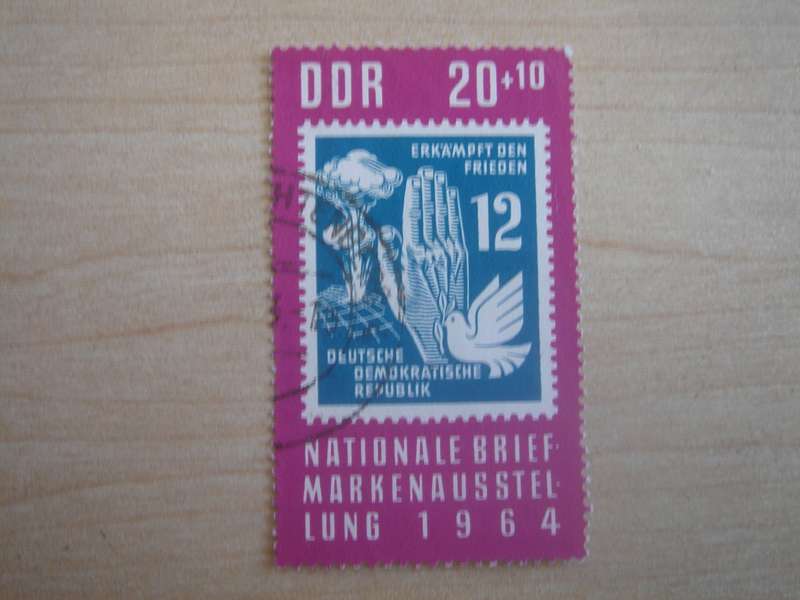 DDR 20+10
ERKÄMPFT DEN
FRIEDEN
12
DEUTSCHE
DEMOKRATISCHE
REPUBLIK
NATIONALE BRIEF-
MARKENAUSSTEL-
LUNG 1964